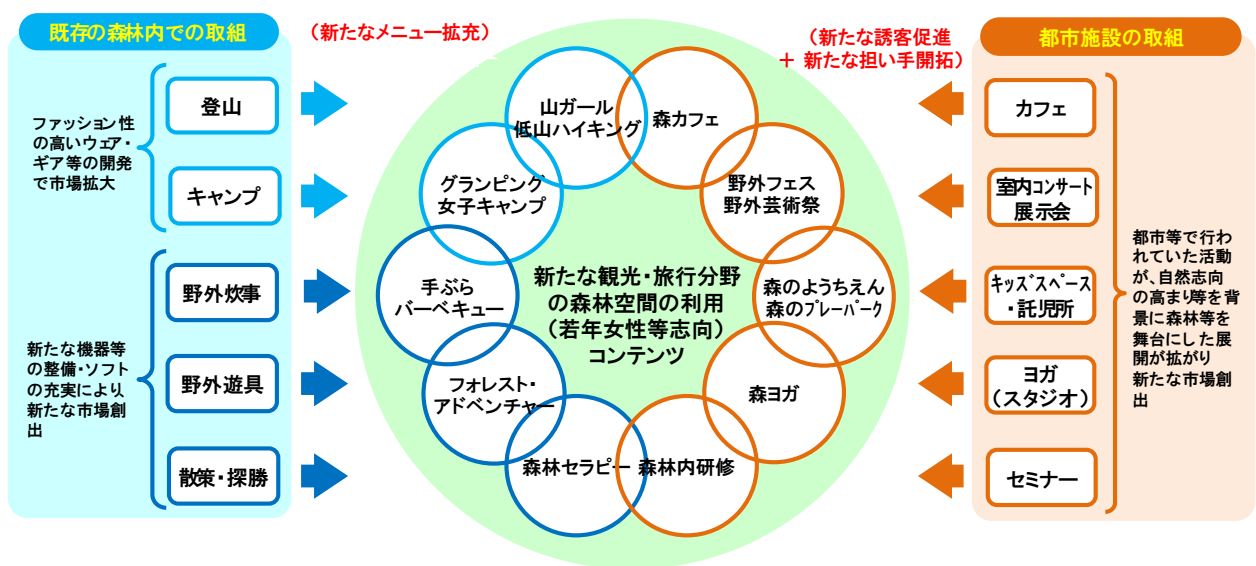 既存の森林内での取組
(新たなメニュー拡充)
ファッション性
の高いウェア・
ギア等の開発
で市場拡大
登山
キャンプ
新たな機器等
の整備・ソフト
の充実により、
新たな市場創
出
野外炊事
野外遊具
散策・探勝
山ガール
低山ハイキング
森カフェ
グランピング
女子キャンプ
野外フェス
野外芸術祭
手ぶら
バーベキュー
新たな観光・旅行分野
の森林空間の利用
(若年女性等志向)
コンテンツ
森のようちえん
森のプレーパーク
フォレスト・
アドベンチャー
森ヨガ
森林セラピー
森林内研修
(新たな誘客促進
+ 新たな担い手開拓)
都市施設の取組
カフェ
室内コンサート
展示会
キッズスペース
・託児所
ヨガ
(スタジオ)
セミナー
都市等で行わ
れていた活動
が、自然志向
の高まり等を背
景に森林等を
舞台にした展
開が拡がり
新たな市場創
出